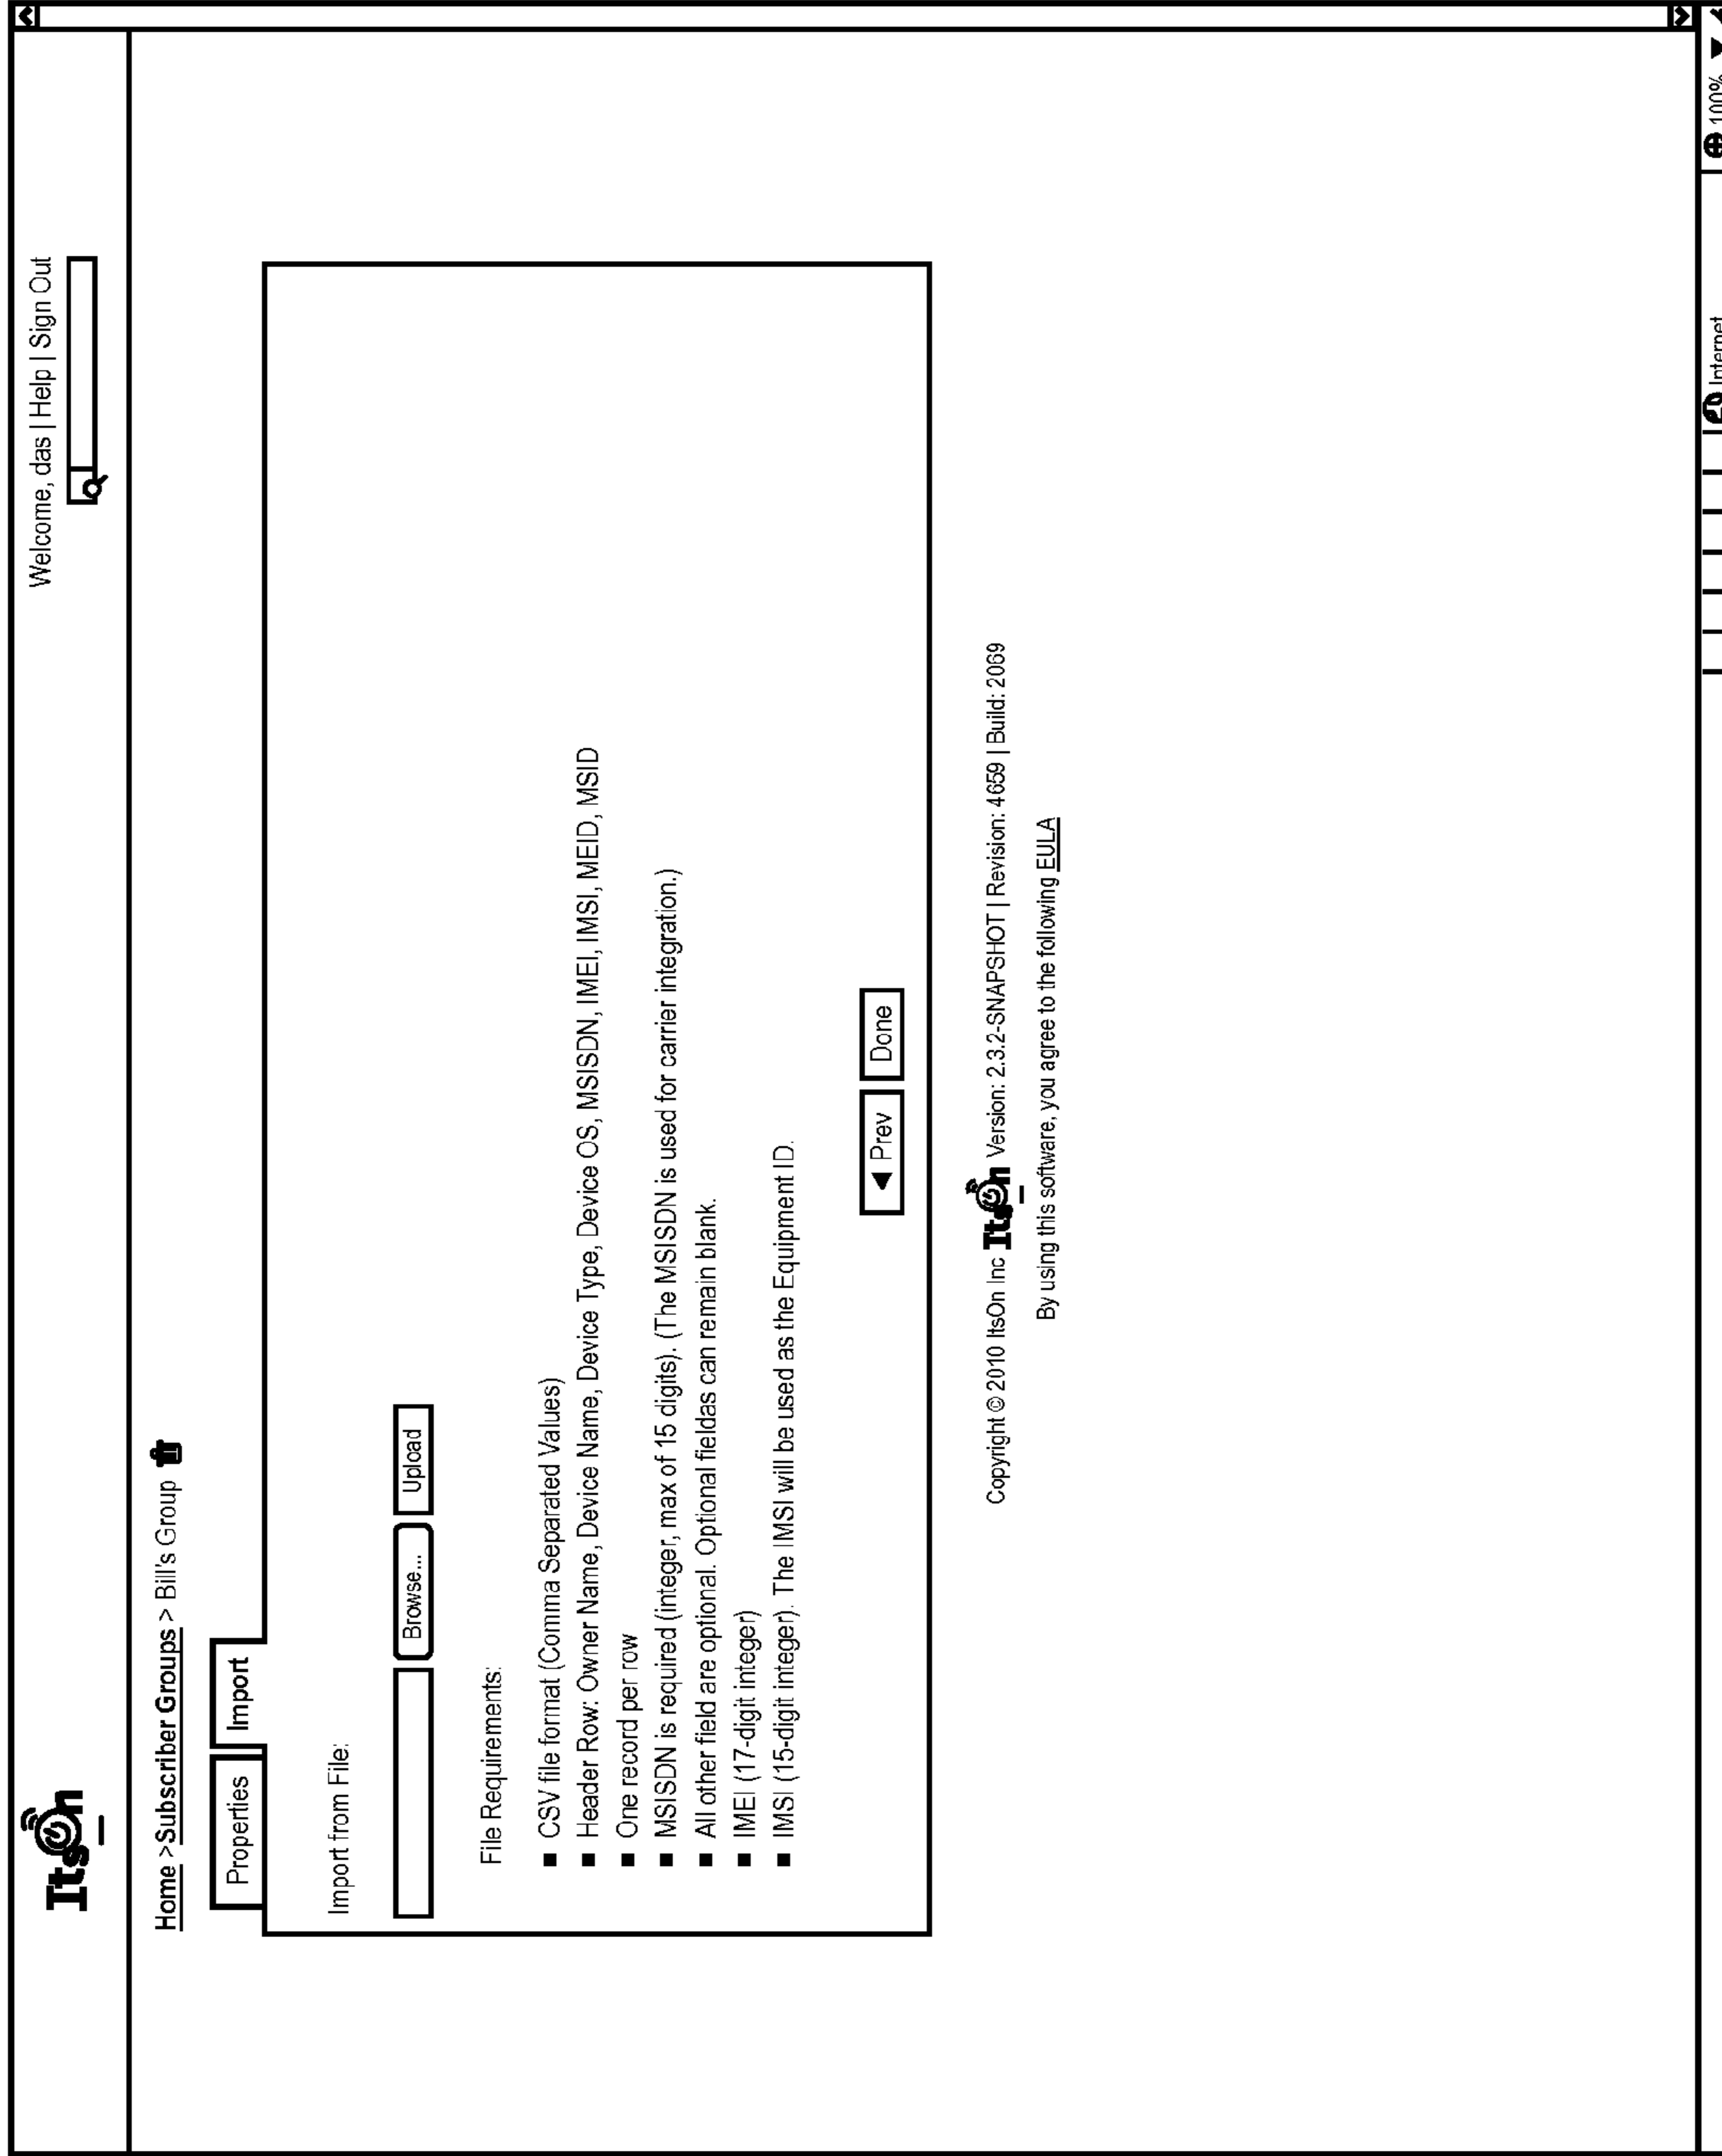 ItsOn
Welcome, das | Help | Sign Out
Home > Subscriber Groups > Bill's Group
Properties
Import
Import from File:
Browse...
Upload
File Requirements:
■ CSV file format (Comma Separated Values)
■ Header Row: Owner Name, Device Name, Device Type, Device OS, MSISDN, IMEI, IMSI, MEID, MSID
■ One record per row
■ MSISDN is required (integer, max of 15 digits). (The MSISDN is used for carrier integration.)
■ All other field are optional. Optional fieldas can remain blank.
■ IMEI (17-digit integer)
■ IMSI (15-digit integer). The IMSI will be used as the Equipment ID.
◀ Prev
Done
Copyright © 2010 ItsOn Inc ItsOn Version: 2.3.2-SNAPSHOT | Revision: 4659 | Build: 2069
By using this software, you agree to the following EULA
Internet
100%